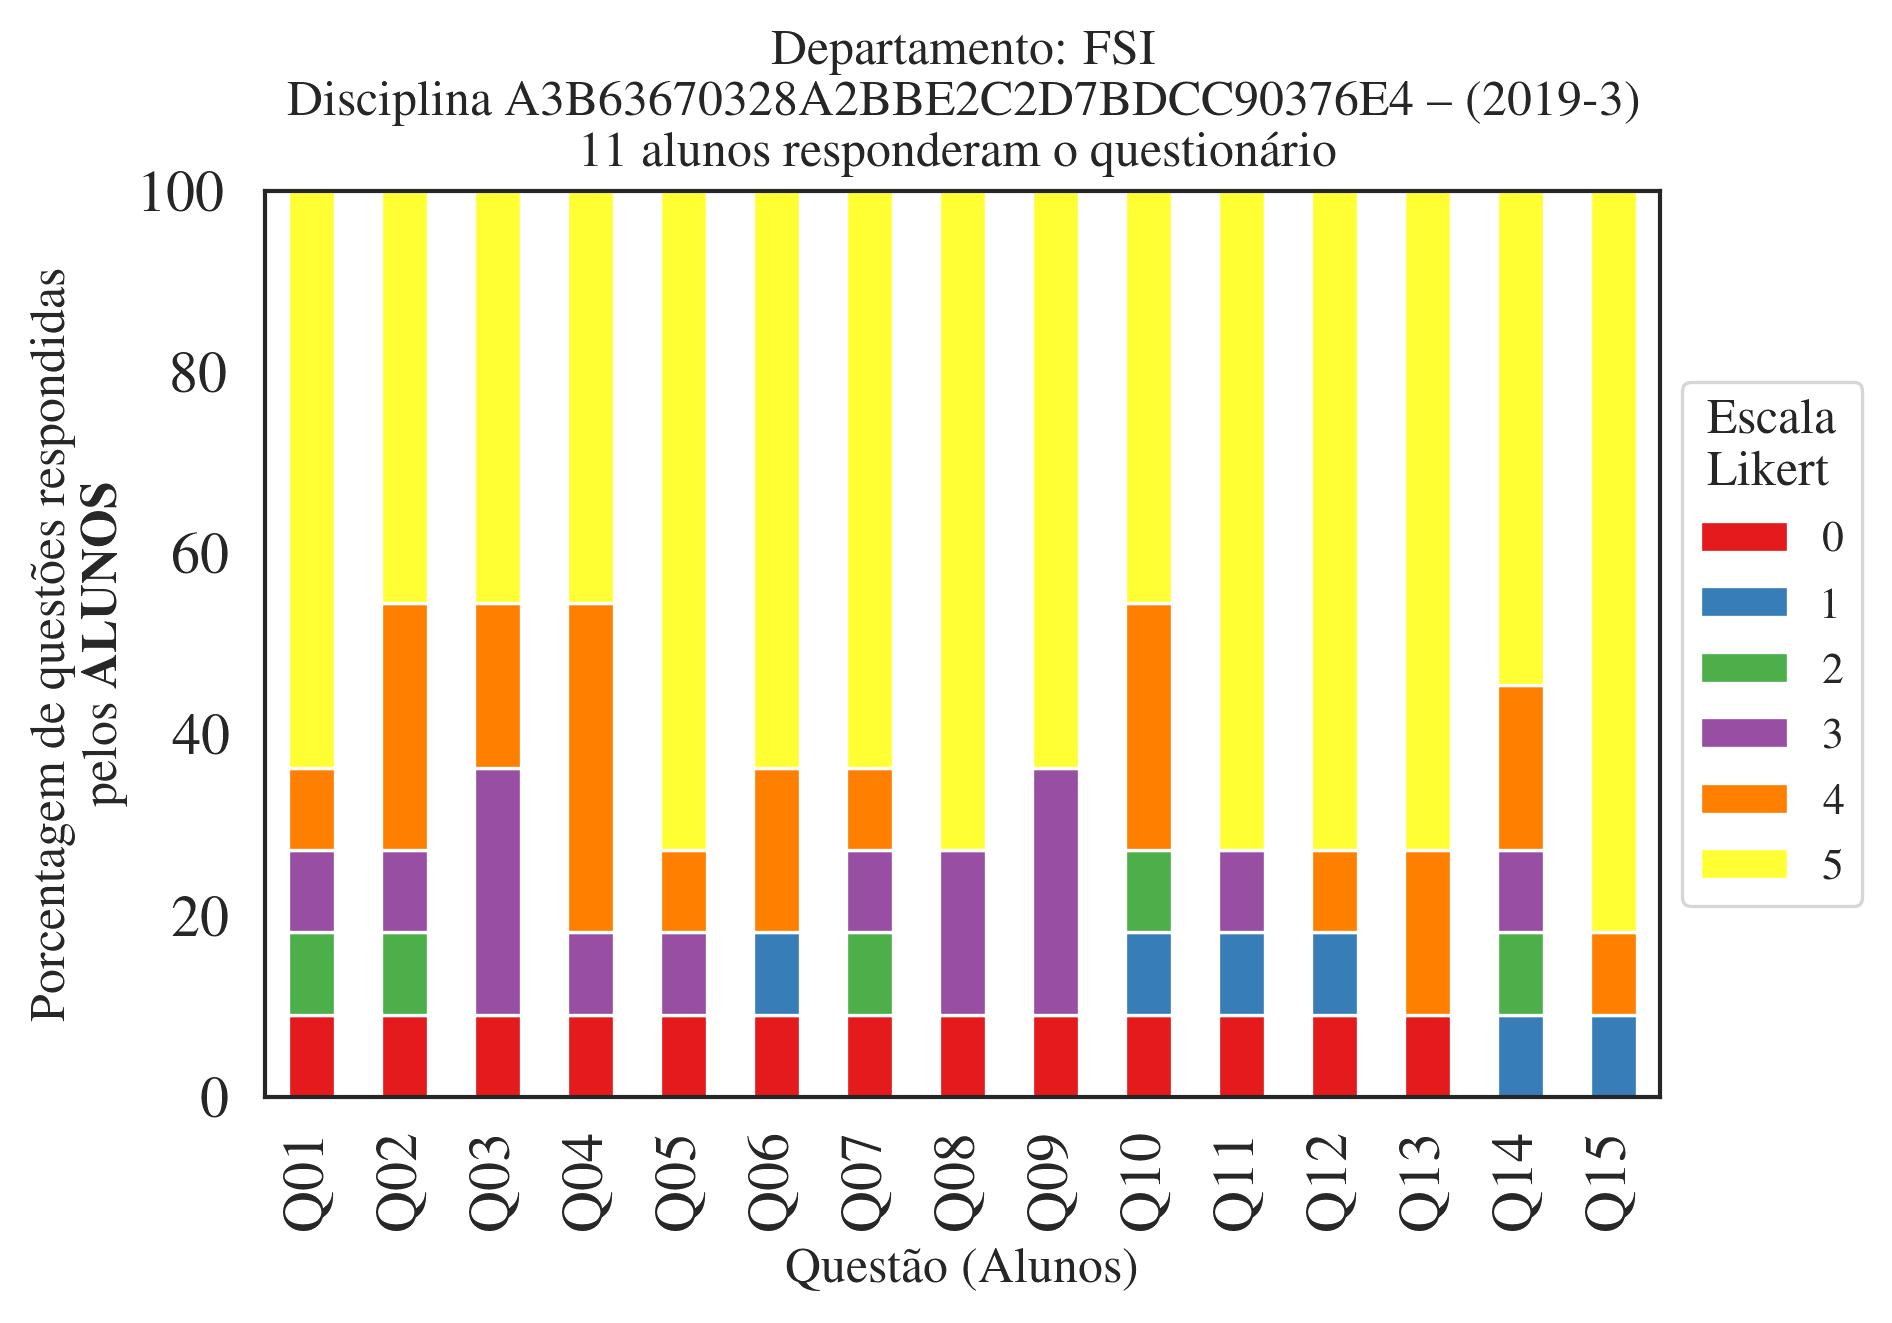 Departamento: FSI
Disciplina A3B63670328A2BBE2C2D7BDCC90376E4 – (2019-3)
11 alunos responderam o questionário
Porcentagem de questões respondidas
pelos ALUNOS
100
80
60
40
20
0
Q01
Q02
Q03
Q04
Q05
Q06
Q07
Q08
Q09
Q10
Q11
Q12
Q13
Q14
Q15
Questão (Alunos)
Escala
Likert
0
1
2
3
4
5